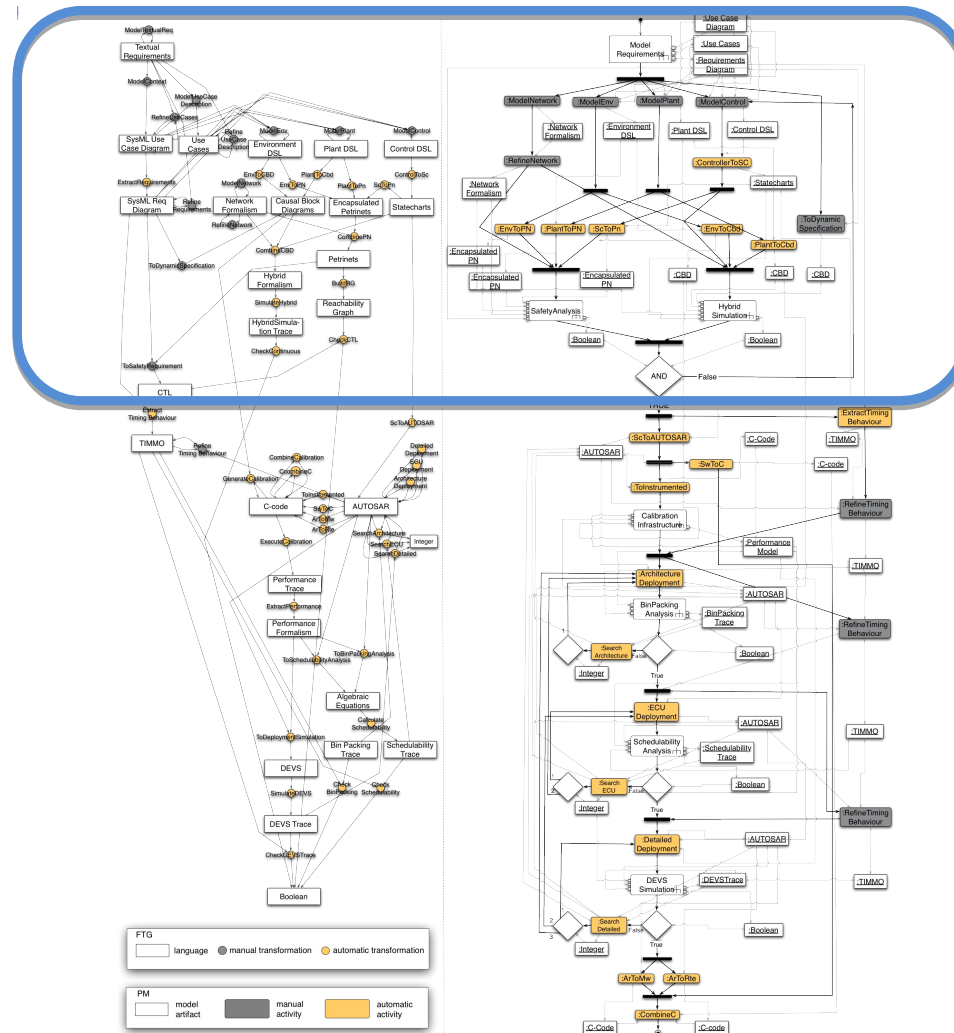 ModelTextualReq
Textual
Requirements
ModelContext
ModelUseCase
Description
RefineUseCases
SysML Use
Case Diagram
Use
Cases
Refine
UseCase
Description
ModelEnv
Environment
DSL
ModelPlant
Plant DSL
ModelControl
Control DSL
ExtractRequirements
EnvToCBD
EnvToPN
PlantToCbd
PlantToPn
ScToPn
ControlToSc
SysML Req
Diagram
Refine
Requirements
ModelNetwork
Network
Formalism
RefineNetwork
Causal Block
Diagrams
Encapsulated
Petrinets
Statecharts
CombinePN
CombineCBD
ToDynamicSpecification
Petrinets
Hybrid
Formalism
BuildRG
SimulateHybrid
Reachability
Graph
HybridSimula-
tion Trace
CheckCTL
CheckContinuous
ToSafetyRequirement
CTL
Extract
Timing Behaviour
TIMMO
Refine
Timing Behaviour
ScToAUTOSAR
Detailed
Deployment
ECU
Deployment
Architecture
Deployment
CombineCalibration
CcombineC
GenerateCalibration
ToInstrumented
C-code
SwToC
ArToMw
ArToRte
AUTOSAR
SearchArchitecture
SearchECU
SearchDetailed
Integer
ExecuteCalibration
Performance
Trace
ExtractPerformance
Performance
Formalism
ToBinPackingAnalysis
ToSchedulabilityAnalysis
Algebraic
Equations
Calculate
Schedulability
ToDeploymentSimulation
Bin Packing
Trace
Schedulability
Trace
DEVS
SimulateDEVS
Check
BinPacking
Check
Schedulability
DEVS Trace
CheckDEVSTrace
Boolean
FTG
language
manual transformation
automatic transformation
PM
model
artifact
manual
activity
automatic
activity
:Use Case
Diagram
:Use Cases
:Requirements
Diagram
:Model
Requirements
:ModelNetwork
:ModelEnv
:ModelPlant
:ModelControl
:Network
Formalism
:Environment
DSL
:Plant DSL
:Control DSL
:RefineNetwork
:ControllerToSC
:Network
Formalism
:Statecharts
:ToDynamic
Specification
:EnvToPN
:PlantToPN
:ScToPn
:EnvToCbd
:PlantToCbd
:Encapsulated
PN
:Encapsulated
PN
:Encapsulated
PN
:CBD
:CBD
:CBD
:SafetyAnalysis
:Hybrid
Simulation
:Boolean
:Boolean
AND
False
TRUE
:ExtractTiming
Behaviour
:ScToAUTOSAR
:C-Code
:TIMMO
:AUTOSAR
:SwToC
:C-code
:ToInstrumented
:RefineTiming
Behaviour
:Calibration
Infrastructure
:Performance
Model
:TIMMO
:Architecture
Deployment
:AUTOSAR
:BinPacking
Analysis
:BinPacking
Trace
:RefineTiming
Behaviour
1
:Search
Architecture
False
:Boolean
:Integer
True
:ECU
Deployment
:AUTOSAR
:TIMMO
:Schedulability
Analysis
:Schedulability
Trace
:Search
ECU
False
:Boolean
:Integer
True
:RefineTiming
Behaviour
:Detailed
Deployment
:AUTOSAR
:DEVS
Simulation
:DEVSTrace
:TIMMO
2
3
:Search
Detailed
False
:Boolean
:Integer
True
:ArToMw
:ArToRte
:CombineC
:C-Code
:C-code